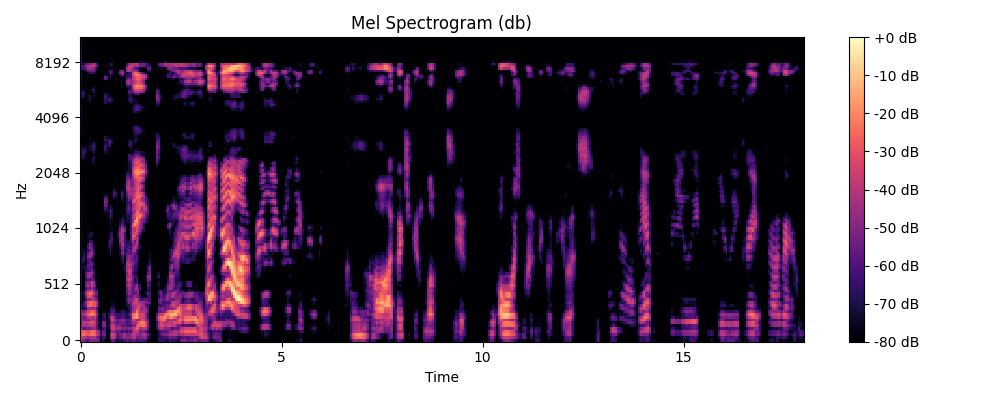 Mel Spectrogram (db)
8192
4096
2048
1024
512
0
Hz
0
5
10
15
Time
+0 dB
-10 dB
-20 dB
-30 dB
-40 dB
-50 dB
-60 dB
-70 dB
-80 dB